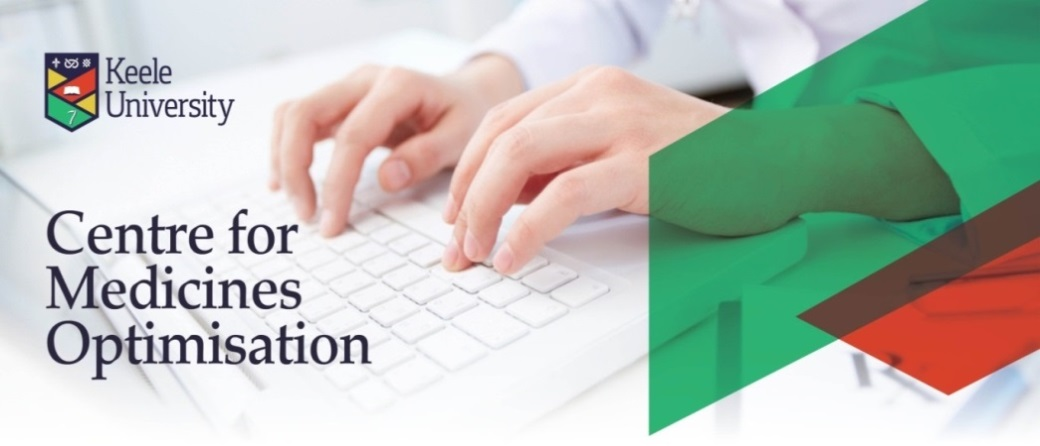 Keele
University
Centre for
Medicines
Optimisation